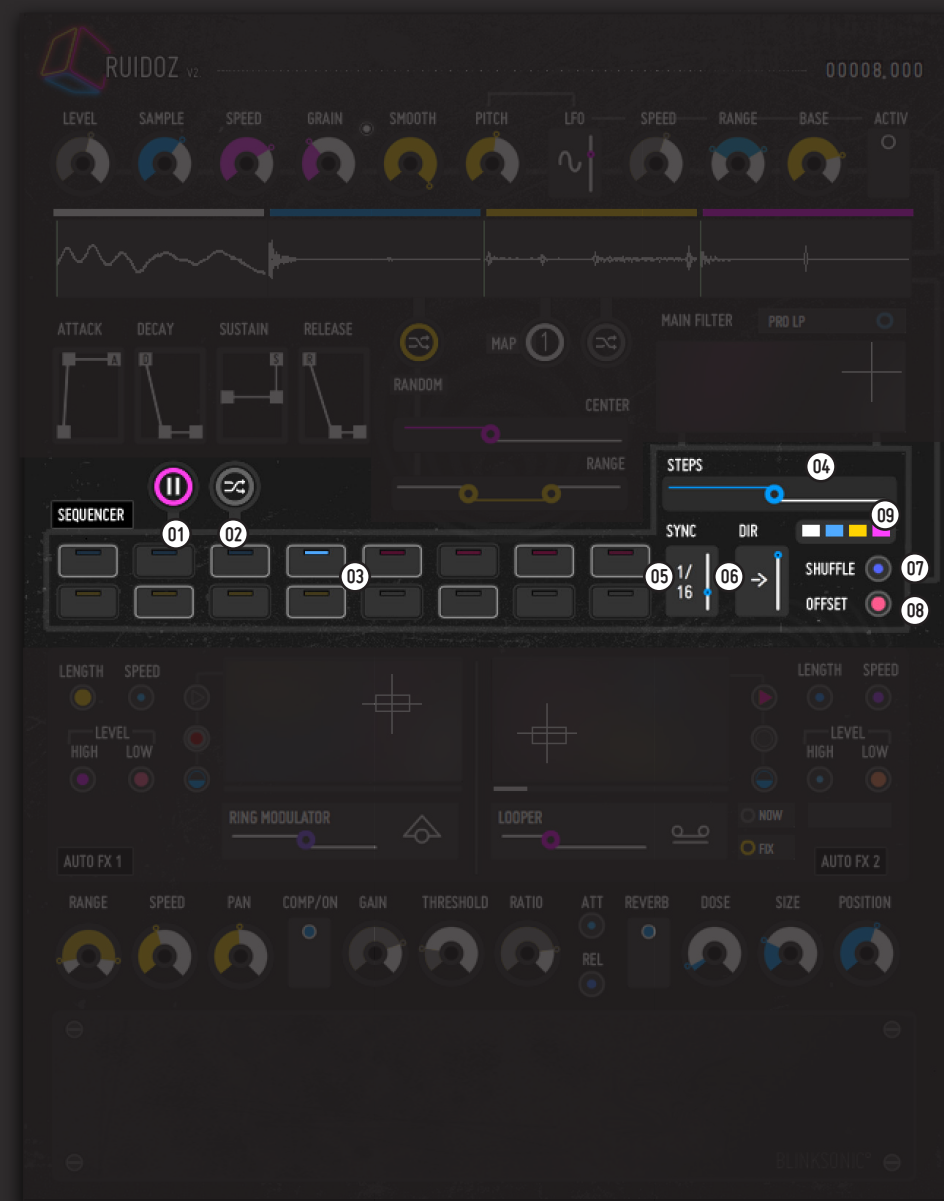 RUIDOZ V2
00008,000
LEVEL SAMPLE SPEED GRAIN SMOOTH PITCH LFO SPEED RANGE BASE ACTIV
ATTACK DECAY SUSTAIN RELEASE
A D S R
MAP 1
MAIN FILTER PRO LP
RANDOM
CENTER
RANGE
STEPS 04
SEQUENCER
01 02
SYNC DIR 09
03 05 1/ 06
16
SHUFFLE 07
OFFSET 08
LENGTH SPEED
LEVEL
HIGH LOW
LENGTH SPEED
LEVEL
HIGH LOW
RING MODULATOR
LOOPER
NOW
FIX
AUTO FX 1
AUTO FX 2
RANGE SPEED PAN COMP/ON GAIN THRESHOLD RATIO ATT REVERB DOSE SIZE POSITION
REL
BLINKSONIC°